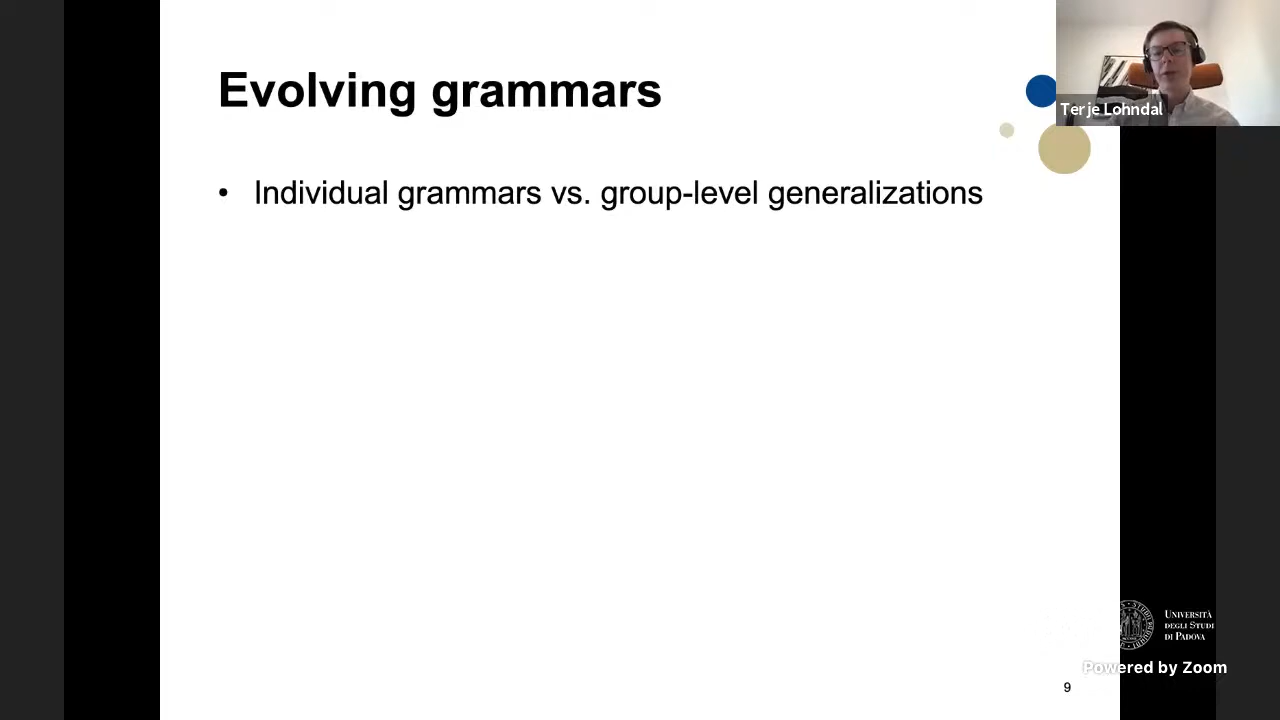 Evolving grammars
Terje Lohndal
• Individual grammars vs. group-level generalizations
UNIVERSITÀ
DEGLI STUDI
DI PADOVA
Powered by Zoom
9